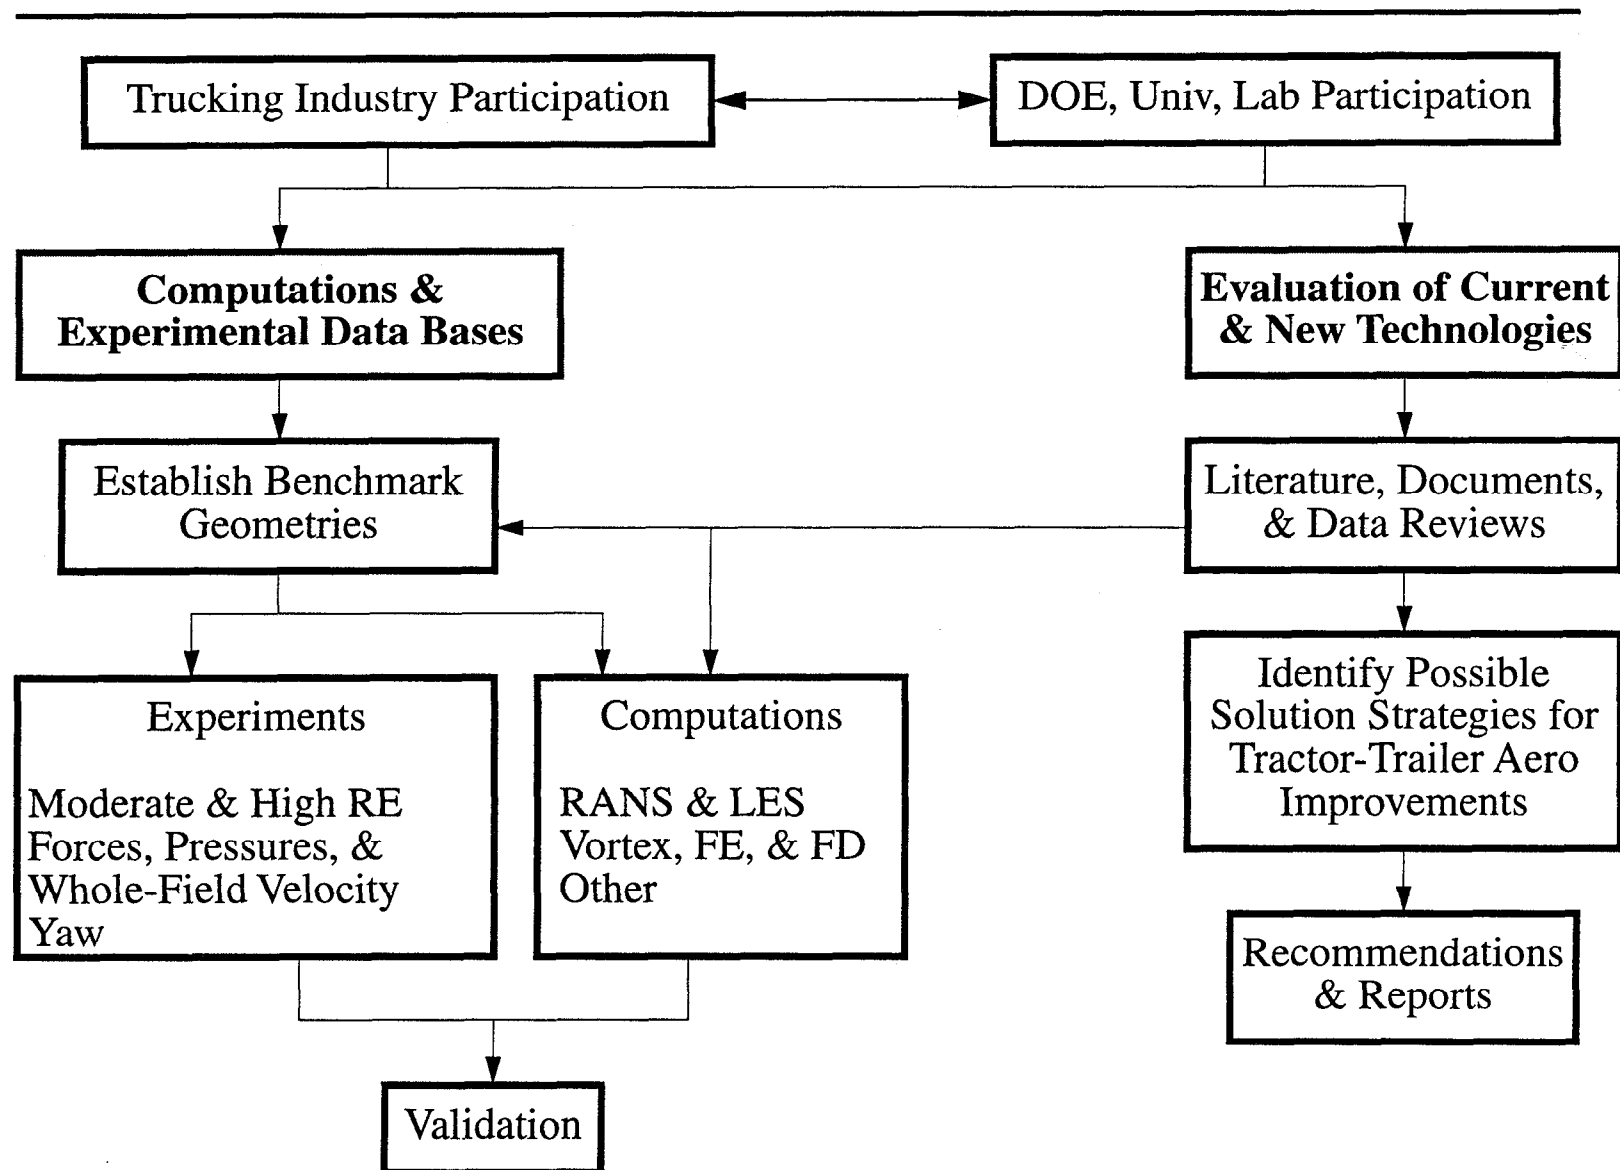 Trucking Industry Participation
DOE, Univ, Lab Participation
Computations &
Experimental Data Bases
Evaluation of Current
& New Technologies
Establish Benchmark
Geometries
Literature, Documents,
& Data Reviews
Experiments
Moderate & High RE
Forces, Pressures, &
Whole-Field Velocity
Yaw
Computations
RANS & LES
Vortex, FE, & FD
Other
Identify Possible
Solution Strategies for
Tractor-Trailer Aero
Improvements
Recommendations
& Reports
Validation